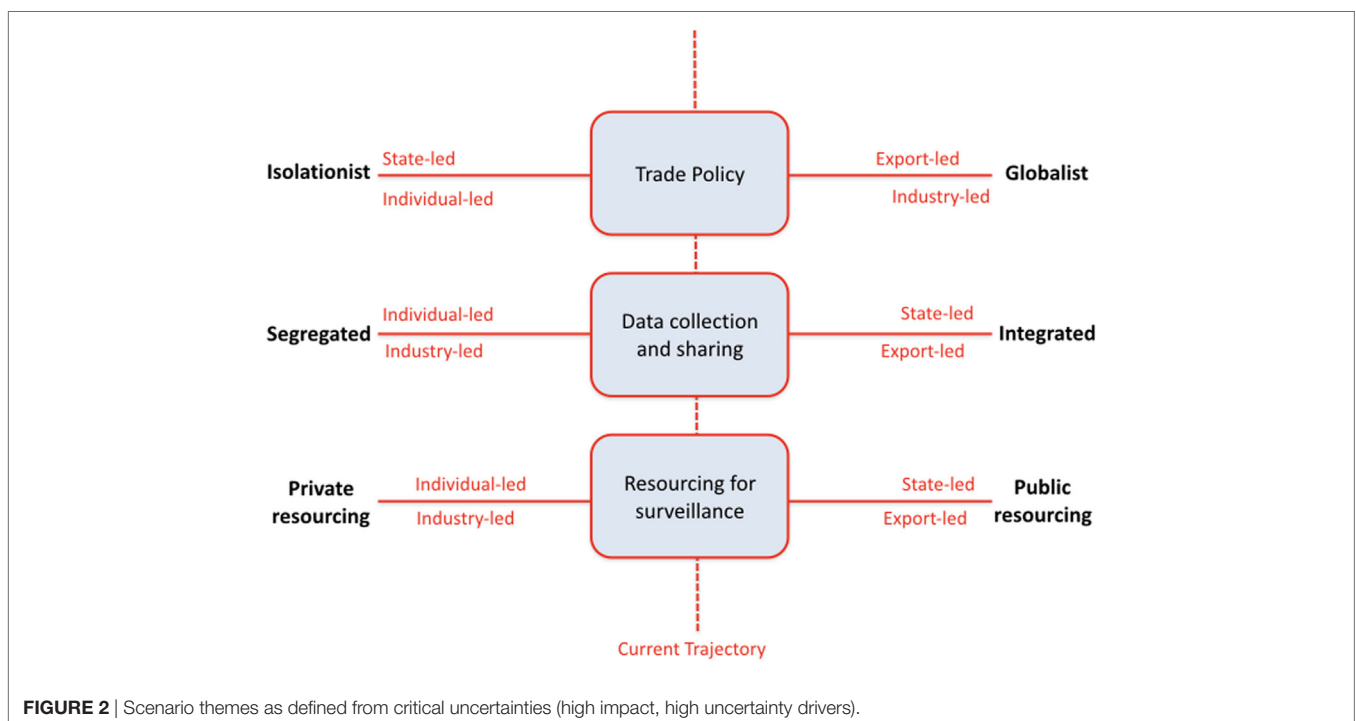 State-led
Isolationist
Individual-led
Trade Policy
Export-led
Globalist
Industry-led
Individual-led
Segregated
Industry-led
Data collection
and sharing
State-led
Integrated
Export-led
Private
resourcing
Individual-led
Industry-led
Resourcing for
surveillance
State-led
Export-led
Public
resourcing
Current Trajectory
FIGURE 2 | Scenario themes as defined from critical uncertainties (high impact, high uncertainty drivers).